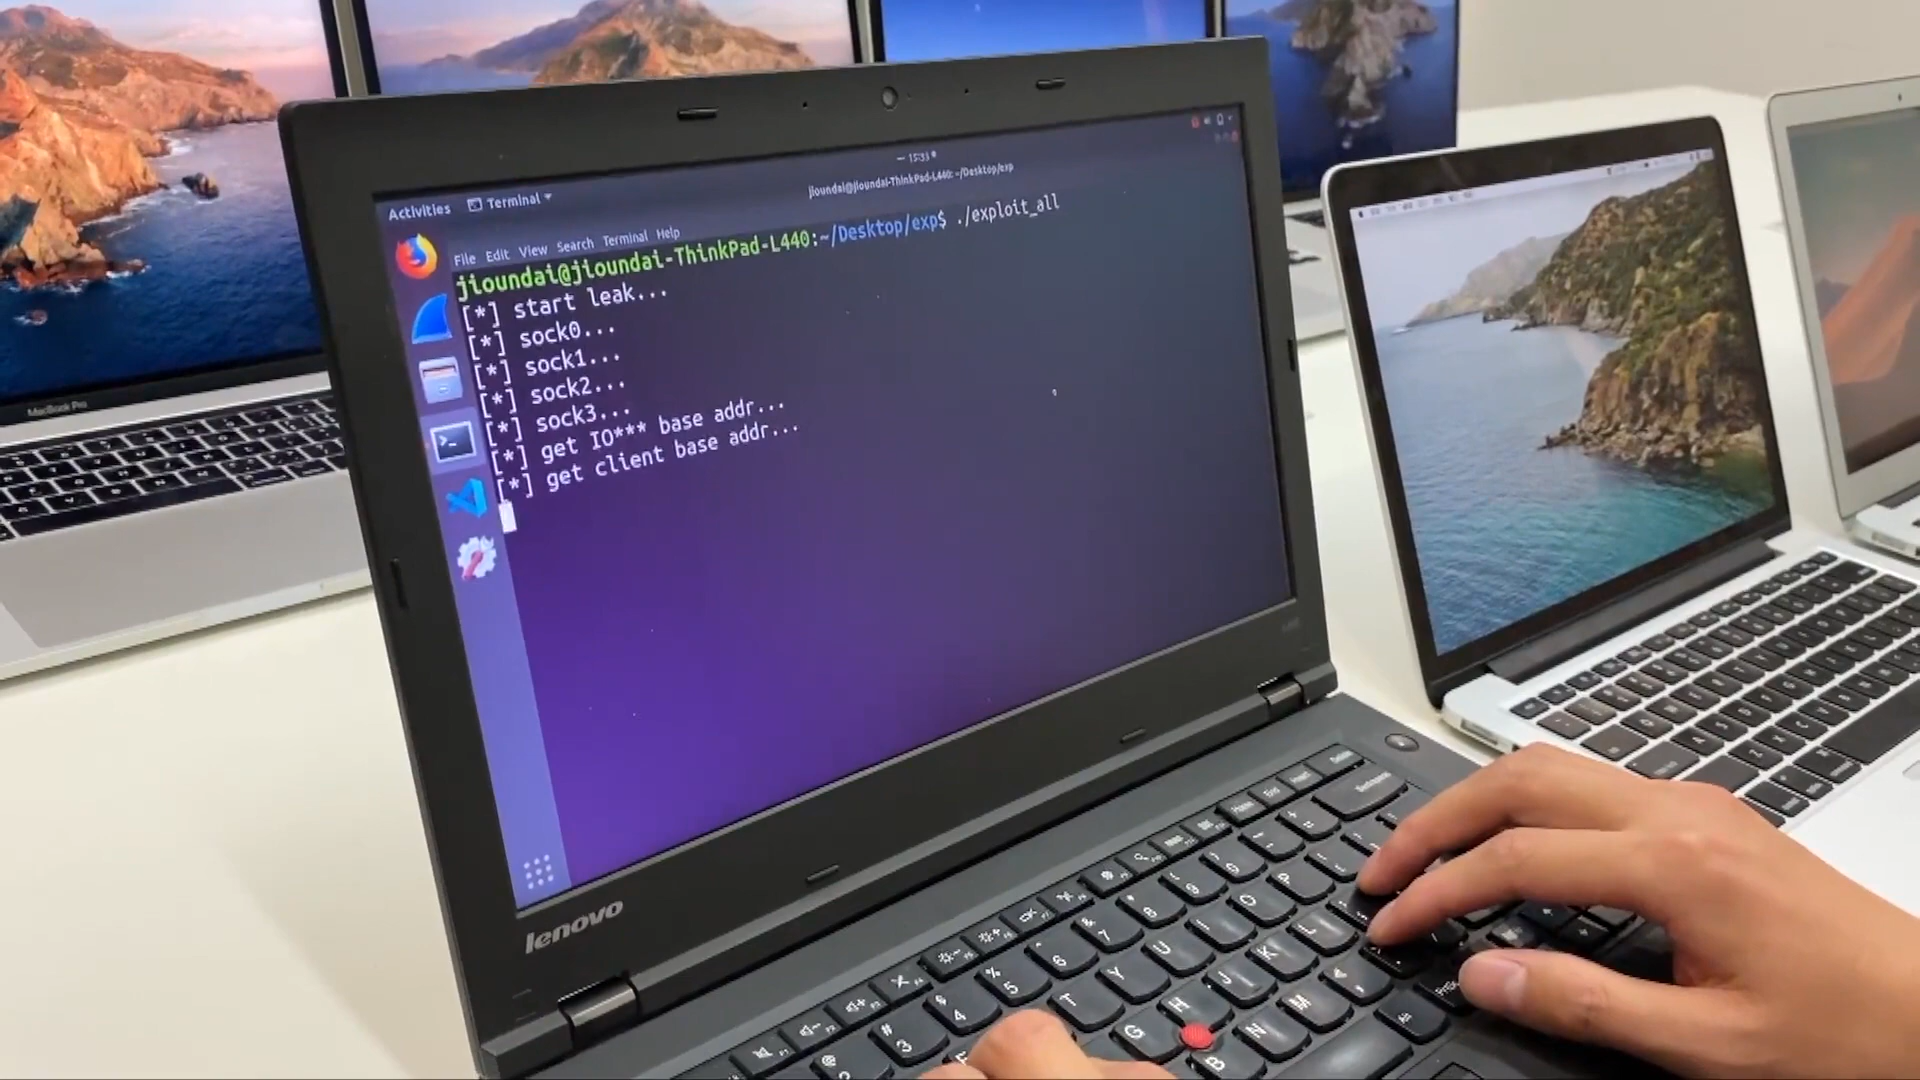 MacBook Pro
Activities
Terminal
15:33
jioundai@jioundai-ThinkPad-L440: ~/Desktop/exp
File Edit View Search Terminal Help
jioundai@jioundai-ThinkPad-L440:~/Desktop/exp$ ./exploit_all
[*] start leak...
[*] sock0...
[*] sock1...
[*] sock2...
[*] sock3...
[*] get IO*** base addr...
[*] get client base addr...
lenovo